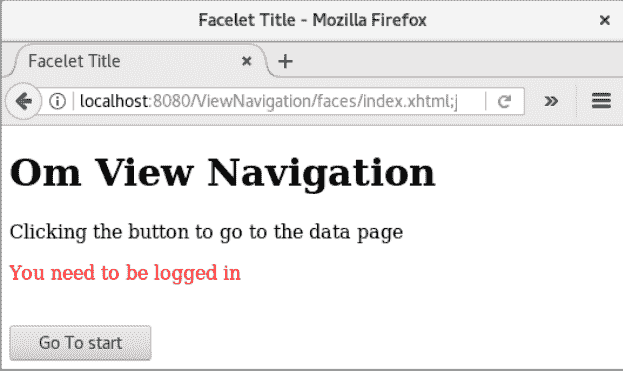 Facelet Title - Mozilla Firefox
Facelet Title
localhost:8080/ViewNavigation/faces/index.xhtml;j
Om View Navigation
Clicking the button to go to the data page
You need to be logged in
Go To start